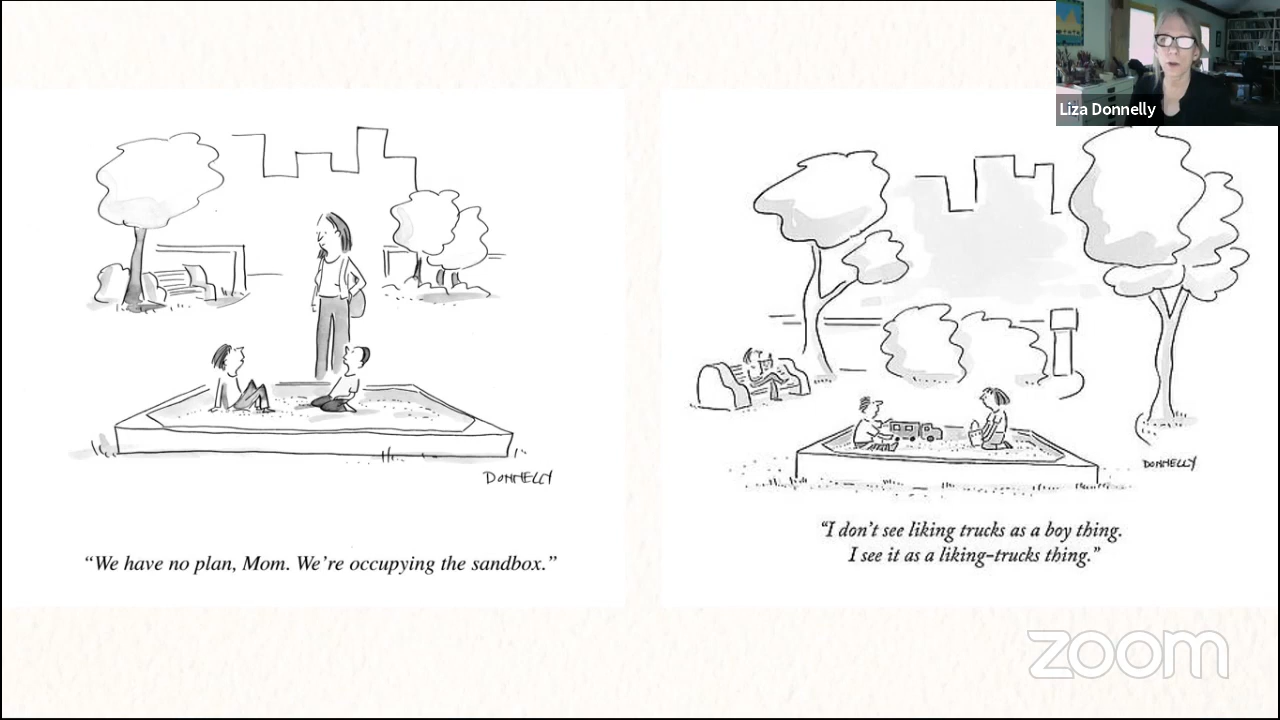 Liza Donnelly
DONNELLY
“We have no plan, Mom. We’re occupying the sandbox.”
DONNELLY
“I don’t see liking trucks as a boy thing.
I see it as a liking–trucks thing.”
zoom